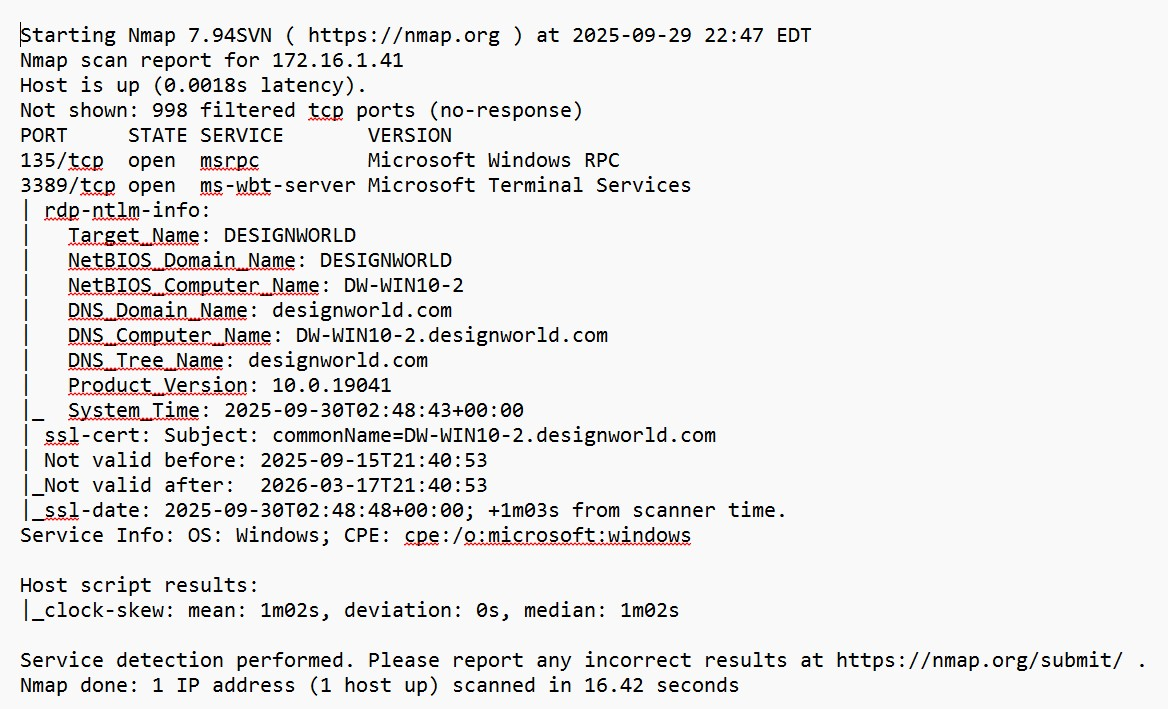 Starting Nmap 7.94SVN ( https://nmap.org ) at 2025-09-29 22:47 EDT
Nmap scan report for 172.16.1.41
Host is up (0.0018s latency).
Not shown: 998 filtered tcp ports (no-response)
PORT     STATE SERVICE       VERSION
135/tcp  open  msrpc         Microsoft Windows RPC
3389/tcp open  ms-wbt-server Microsoft Terminal Services
| rdp-ntlm-info:
|   Target_Name: DESIGNWORLD
|   NetBIOS_Domain_Name: DESIGNWORLD
|   NetBIOS_Computer_Name: DW-WIN10-2
|   DNS_Domain_Name: designworld.com
|   DNS_Computer_Name: DW-WIN10-2.designworld.com
|   DNS_Tree_Name: designworld.com
|   Product_Version: 10.0.19041
|_  System_Time: 2025-09-30T02:48:43+00:00
| ssl-cert: Subject: commonName=DW-WIN10-2.designworld.com
| Not valid before: 2025-09-15T21:40:53
|_Not valid after:  2026-03-17T21:40:53
|_ssl-date: 2025-09-30T02:48:48+00:00; +1m03s from scanner time.
Service Info: OS: Windows; CPE: cpe:/o:microsoft:windows

Host script results:
|_clock-skew: mean: 1m02s, deviation: 0s, median: 1m02s

Service detection performed. Please report any incorrect results at https://nmap.org/submit/ .
Nmap done: 1 IP address (1 host up) scanned in 16.42 seconds